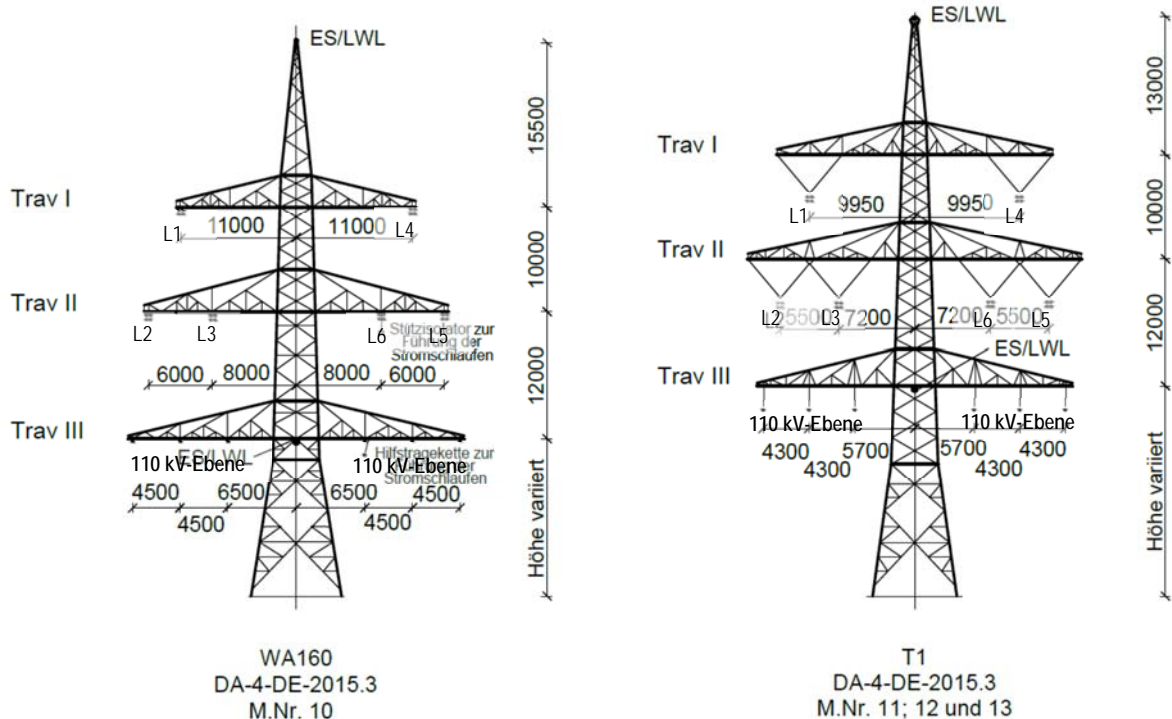 ES/LWL
15500
Trav I
11000 11000
L1 L4
10000
Trav II
L2 L3 L6 L5
Stützisolator zur
Führung der
Stromschlaufen
6000 8000 8000 6000
12000
Trav III
110 kV-Ebene
ES/LWL
110 kV-Ebene
Hilfstragekette zur
der
Stromschlaufen
4500 6500 6500 4500
4500 4500
Höhe variiert
WA160
DA-4-DE-2015.3
M.Nr. 10
ES/LWL
13000
Trav I
9950 9950
L1 L4
10000
Trav II
L2 5500 L3 7200 7200 L6 5500 L5
ES/LWL
12000
Trav III
110 kV-Ebene 110 kV-Ebene
4300 5700 5700 4300
4300 4300
Höhe variiert
T1
DA-4-DE-2015.3
M.Nr. 11; 12 und 13